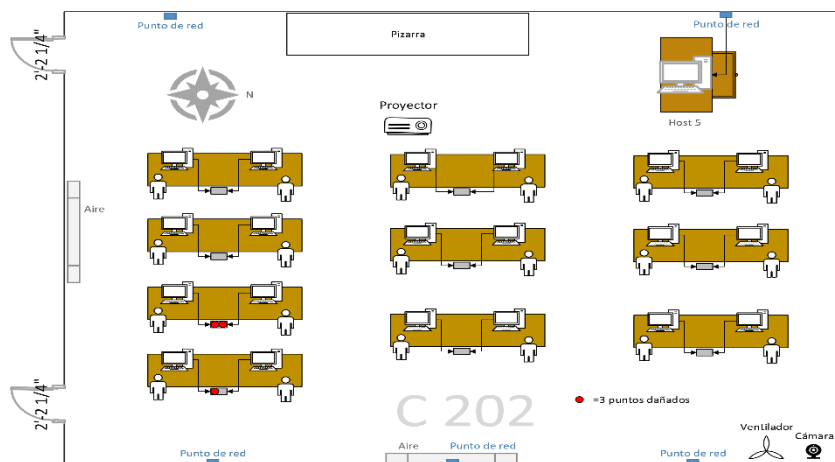 Punto de red
Pizarra
Punto de red
2'-2 1/4"
N
Proyector
Host 5
Aire
C 202
=3 puntos dañados
2'-2 1/4"
Ventilador
Cámara
Aire
Punto de red
Punto de red
Punto de red